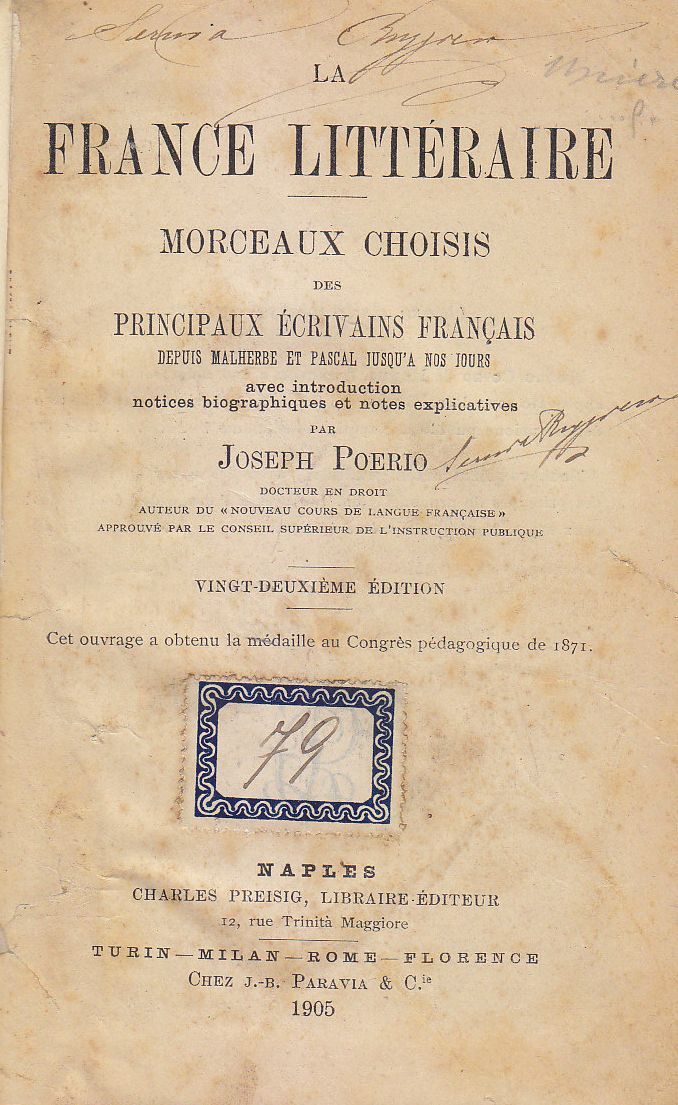 LA
FRANCE LITTÉRAIRE
MORCEAUX CHOISIS
DES
PRINCIPAUX ÉCRIVAINS FRANÇAIS
DEPUIS MALHERBE ET PASCAL JUSQU'A NOS JOURS
avec introduction
notices biographiques et notes explicatives
PAR
JOSEPH POERIO
DOCTEUR EN DROIT
AUTEUR DU «NOUVEAU COURS DE LANGUE FRANÇAISE»
APPROUVÉ PAR LE CONSEIL SUPÉRIEUR DE L'INSTRUCTION PUBLIQUE
VINGT-DEUXIÈME ÉDITION
Cet ouvrage a obtenu la médaille au Congrès pédagogique de 1871.
79
NAPLES
CHARLES PREISIG, LIBRAIRE-ÉDITEUR
12, rue Trinità Maggiore
TURIN—MILAN—ROME—FLORENCE
CHEZ J.-B. PARAVIA & C.ie
1905